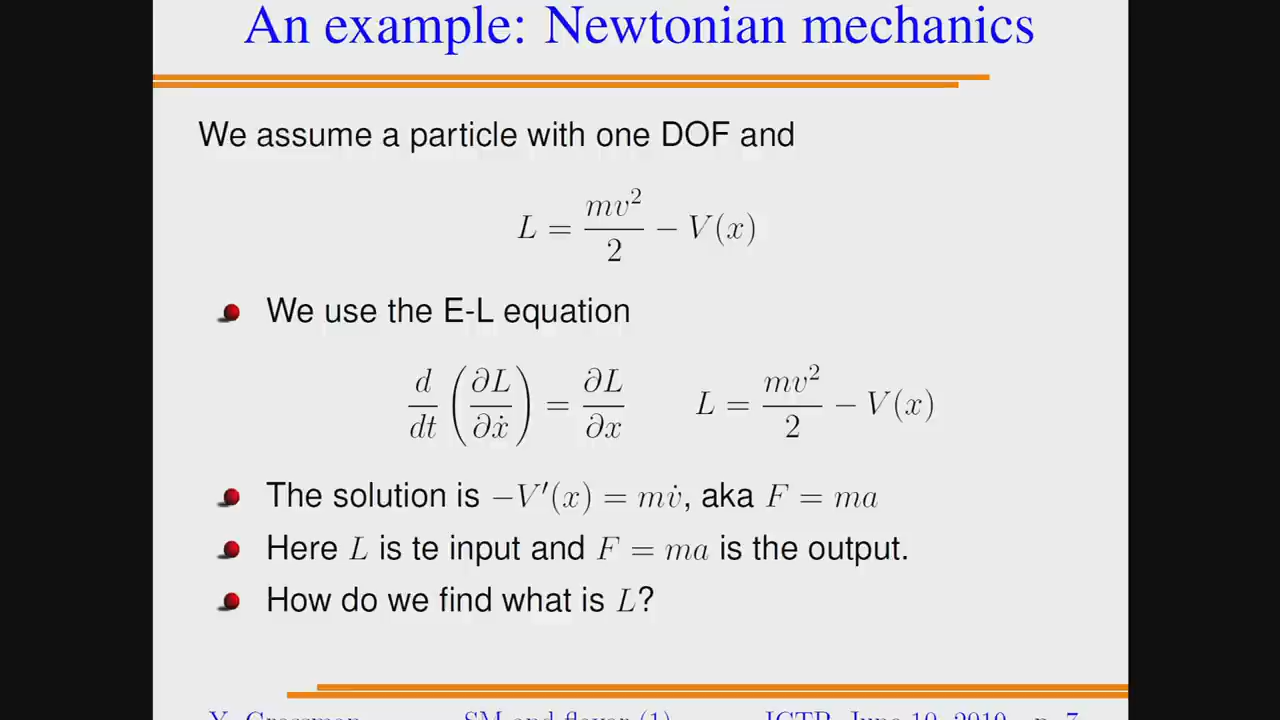 An example: Newtonian mechanics
We assume a particle with one DOF and
L = mv²/2 − V(x)
We use the E-L equation
d/dt (∂L/∂ẋ) = ∂L/∂x L = mv²/2 − V(x)
The solution is −V′(x) = mv̇, aka F = ma
Here L is te input and F = ma is the output.
How do we find what is L?
Y. Grossman SM and flavor (1) ICTP, June 10, 2019 p. 7